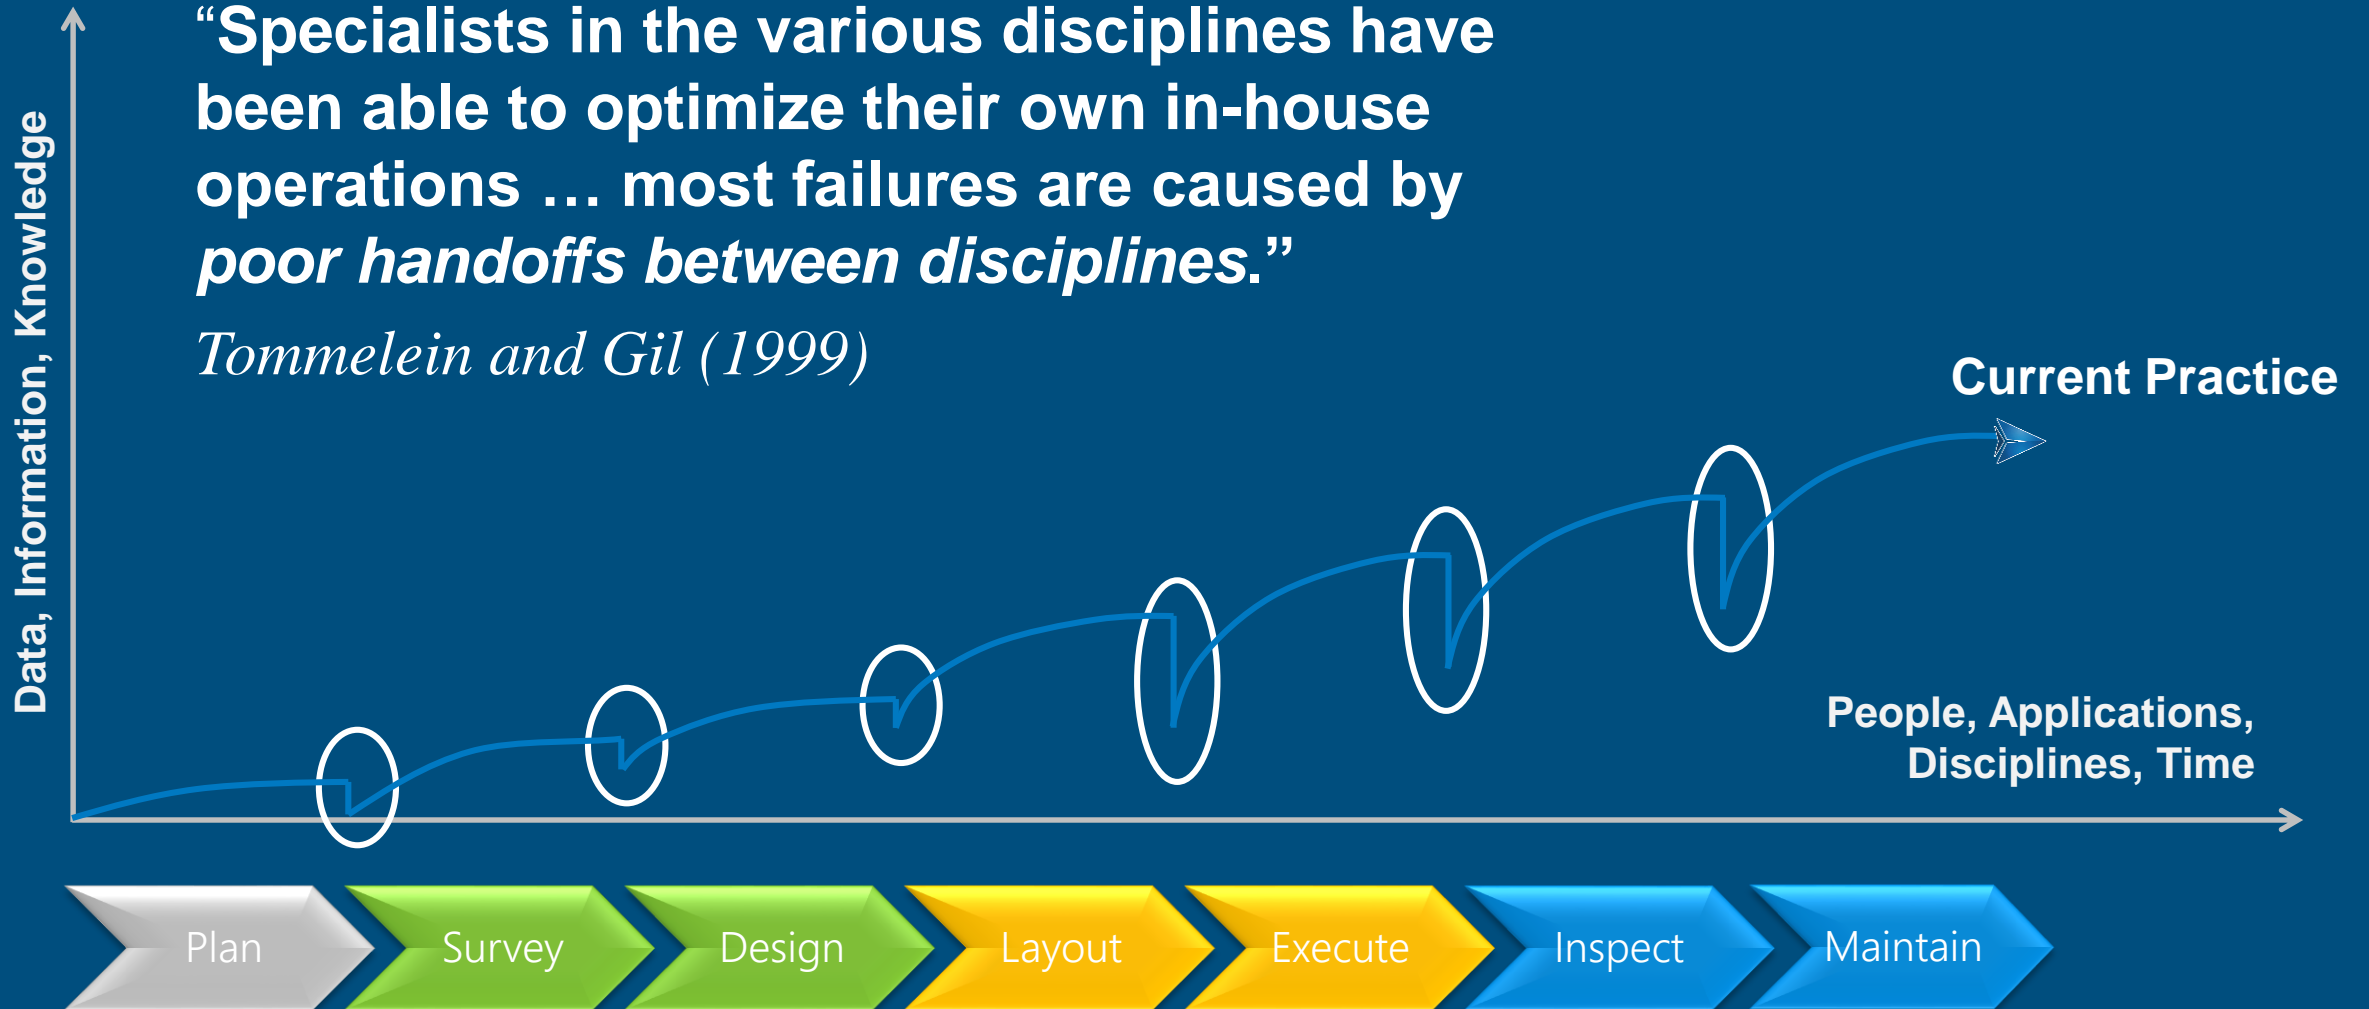 “Specialists in the various disciplines have
been able to optimize their own in-house
operations … most failures are caused by
poor handoffs between disciplines.”
Tommelein and Gil (1999)
Data, Information, Knowledge
Current Practice
People, Applications,
Disciplines, Time
Plan
Survey
Design
Layout
Execute
Inspect
Maintain